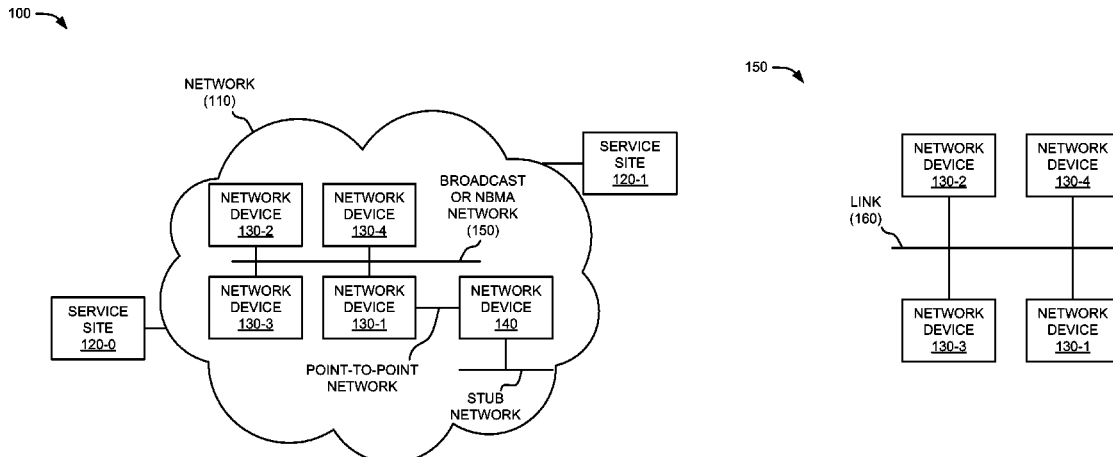 100
NETWORK
(110)
SERVICE
SITE
120-1
NETWORK
DEVICE
130-2
NETWORK
DEVICE
130-4
BROADCAST
OR NBMA
NETWORK
(150)
NETWORK
DEVICE
130-3
NETWORK
DEVICE
130-1
NETWORK
DEVICE
140
SERVICE
SITE
120-0
POINT-TO-POINT
NETWORK
STUB
NETWORK
150
NETWORK
DEVICE
130-2
NETWORK
DEVICE
130-4
LINK
(160)
NETWORK
DEVICE
130-3
NETWORK
DEVICE
130-1